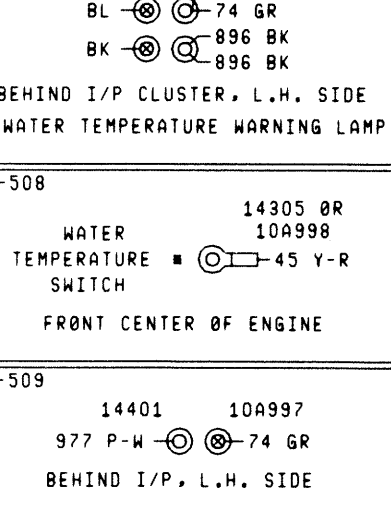 BL 74 GR
896 BK
BK
896 BK
BEHIND I/P CLUSTER, L.H. SIDE
WATER TEMPERATURE WARNING LAMP
-508
14305 ØR
WATER 10A998
TEMPERATURE 45 Y-R
SWITCH
FRØNT CENTER ØF ENGINE
-509
14401 10A997
977 P-W 74 GR
BEHIND I/P, L.H. SIDE